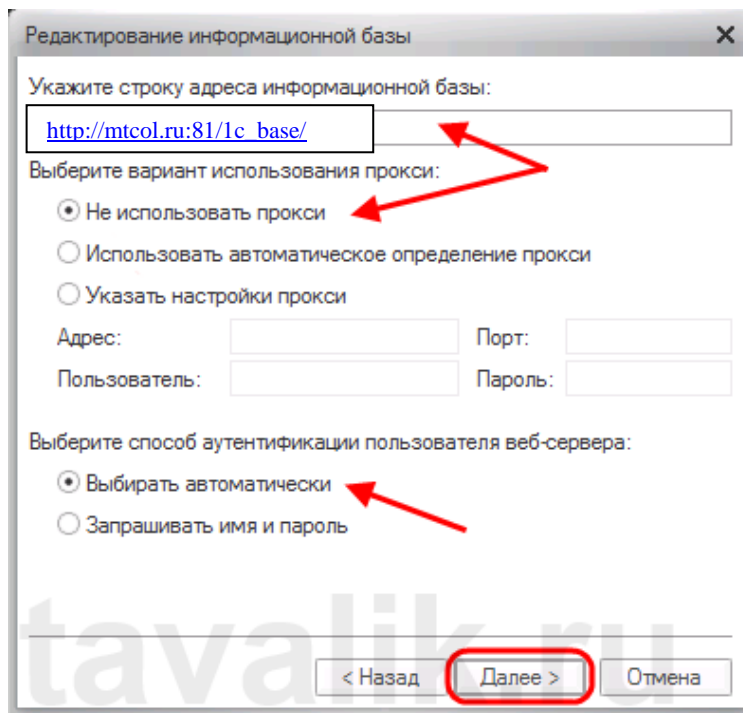 Редактирование информационной базы
Укажите строку адреса информационной базы:
http://mtcol.ru:81/1c_base/
Выберите вариант использования прокси:
Не использовать прокси
Использовать автоматическое определение прокси
Указать настройки прокси
Адрес: Порт:
Пользователь: Пароль:
Выберите способ аутентификации пользователя веб-сервера:
Выбирать автоматически
Запрашивать имя и пароль
tavalik.ru
< Назад Далее > Отмена